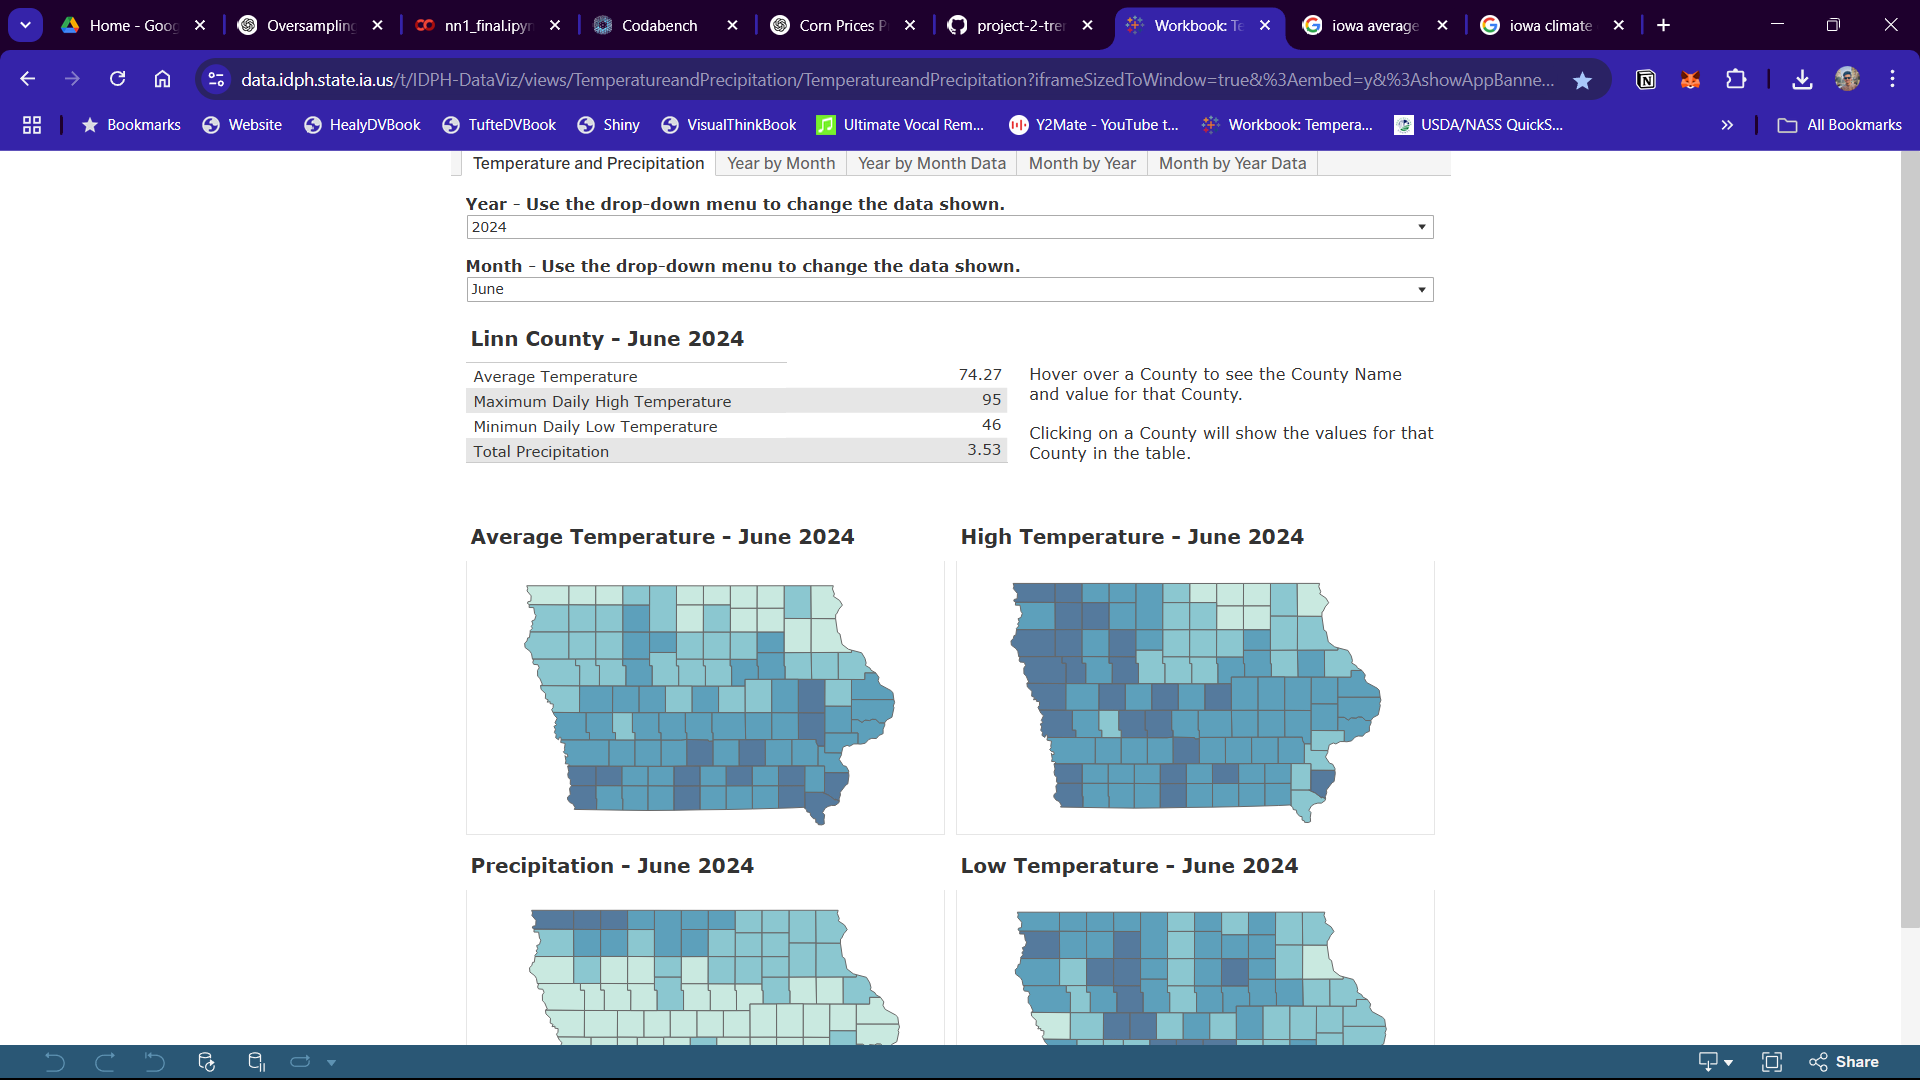 Home - Goog
Oversampling
nn1_final.ipyn
Codabench
Corn Prices P
project-2-tren
Workbook: Te
iowa average
iowa climate
data.idph.state.ia.us/t/IDPH-DataViz/views/TemperatureandPrecipitation/TemperatureandPrecipitation?iframeSizedToWindow=true&%3Aembed=y&%3AshowAppBanne...
Bookmarks
Website
HealyDVBook
TufteDVBook
Shiny
VisualThinkBook
Ultimate Vocal Rem...
Y2Mate - YouTube t...
Workbook: Tempera...
USDA/NASS QuickS...
All Bookmarks
Temperature and Precipitation
Year by Month
Year by Month Data
Month by Year
Month by Year Data
Year - Use the drop-down menu to change the data shown.
2024
Month - Use the drop-down menu to change the data shown.
June
Linn County - June 2024
Average Temperature 74.27
Maximum Daily High Temperature 95
Minimun Daily Low Temperature 46
Total Precipitation 3.53
Hover over a County to see the County Name
and value for that County.
Clicking on a County will show the values for that
County in the table.
Average Temperature - June 2024
High Temperature - June 2024
Precipitation - June 2024
Low Temperature - June 2024
Share